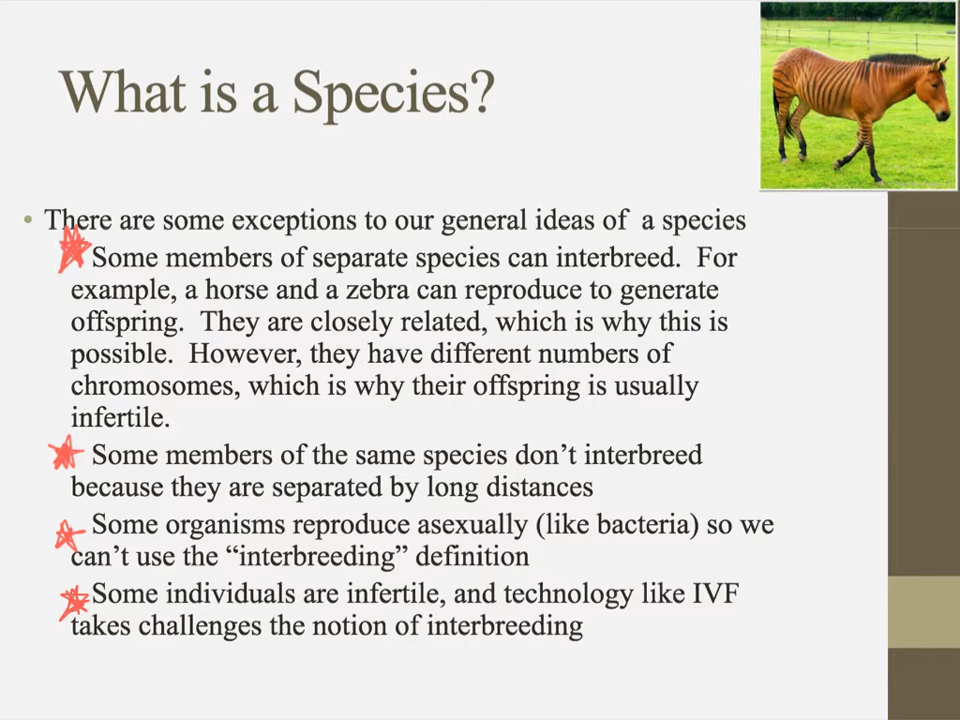 What is a Species?
• There are some exceptions to our general ideas of a species
Some members of separate species can interbreed. For
example, a horse and a zebra can reproduce to generate
offspring. They are closely related, which is why this is
possible. However, they have different numbers of
chromosomes, which is why their offspring is usually
infertile.
Some members of the same species don’t interbreed
because they are separated by long distances
Some organisms reproduce asexually (like bacteria) so we
can’t use the “interbreeding” definition
Some individuals are infertile, and technology like IVF
takes challenges the notion of interbreeding